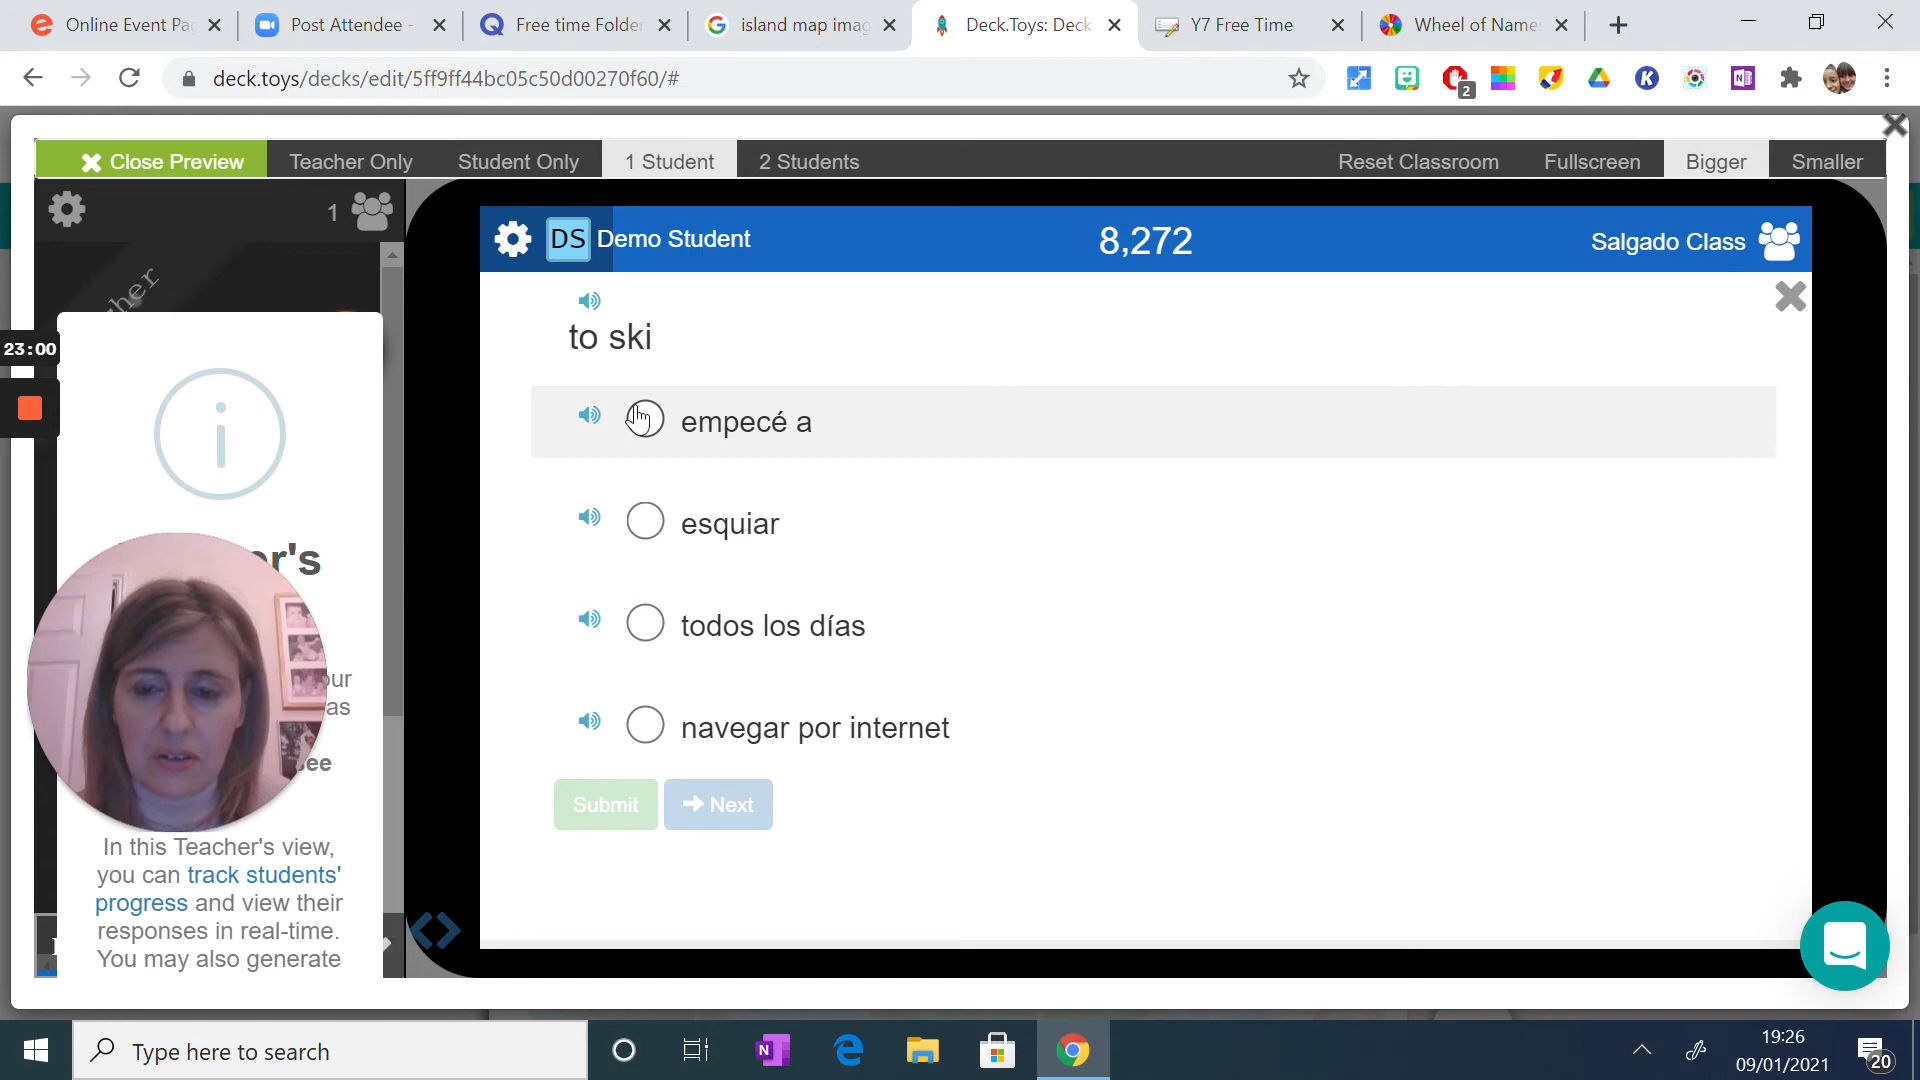 Online Event Pa
Post Attendee -
Free time Folde
island map imag
Deck.Toys: Deck
Y7 Free Time
Wheel of Name
deck.toys/decks/edit/5ff9ff44bc05c50d00270f60/#
2
Close Preview
Teacher Only
Student Only
1 Student
2 Students
Reset Classroom
Fullscreen
Bigger
Smaller
1
DS
Demo Student
8,272
Salgado Class
23:00
to ski
empecé a
esquiar
todos los días
navegar por internet
Submit
Next
In this Teacher's view,
you can track students'
progress and view their
responses in real-time.
You may also generate
Type here to search
19:26
09/01/2021
20